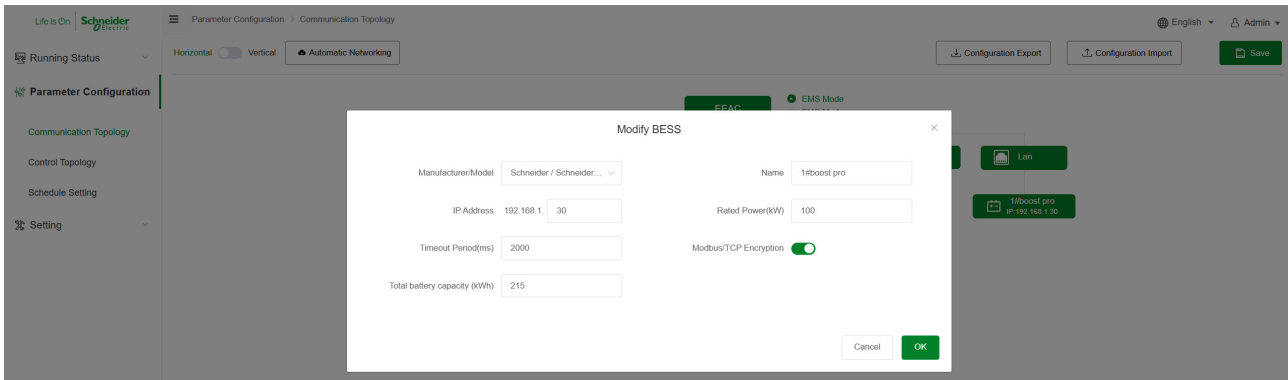 Life Is On Schneider Electric
Parameter Configuration > Communication Topology
English
Admin
Running Status
Horizontal Vertical Automatic Networking
Configuration Export
Configuration Import
Save
Parameter Configuration
EMS Mode
Modify BESS
Communication Topology
Control Topology
Schedule Setting
Setting
Manufacturer/Model Schneider / Schneider...
Name 1#boost pro
IP Address 192.168.1. 30
Rated Power(kW) 100
Timeout Period(ms) 2000
Modbus/TCP Encryption
Total battery capacity (kWh) 215
Cancel
OK
Lan
1#boost pro
IP:192.168.1.30